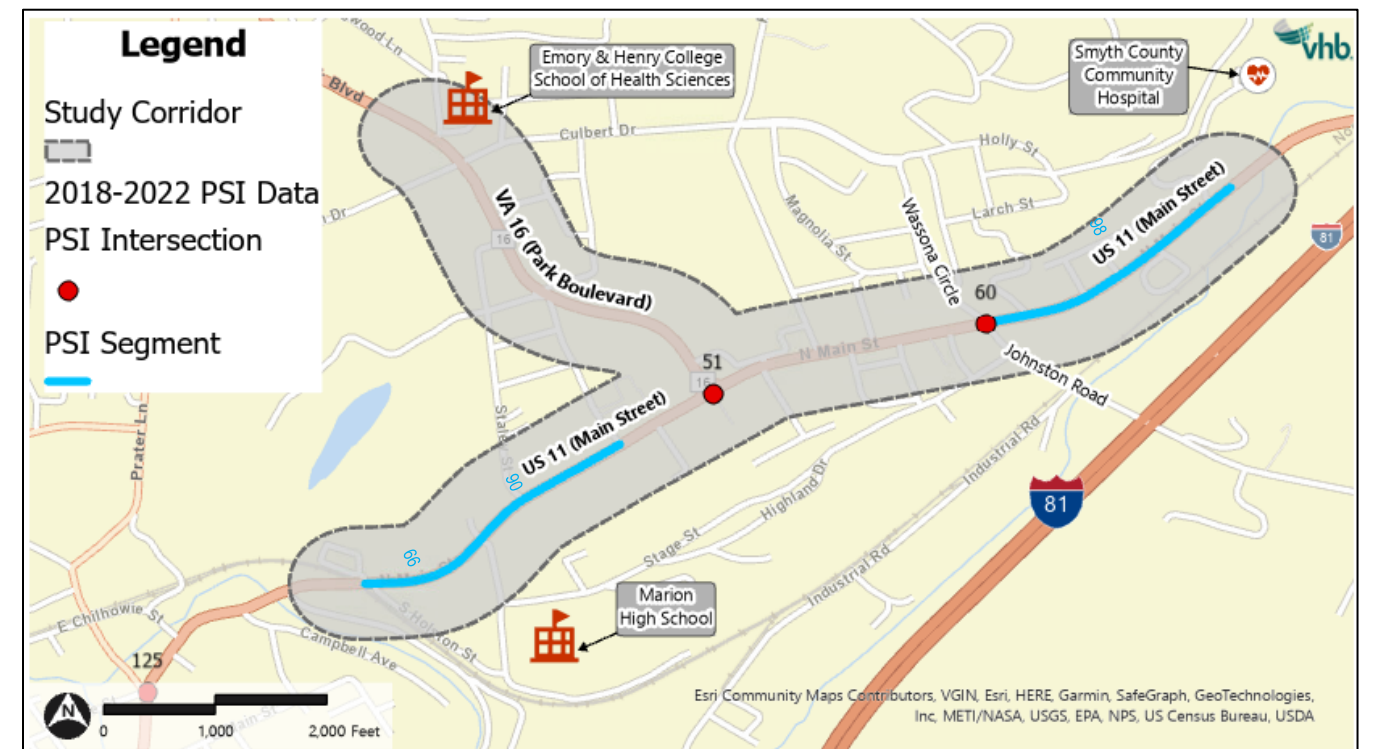 Legend
Study Corridor
2018-2022 PSI Data
PSI Intersection
PSI Segment
Blvd
Emory & Henry College
School of Health Sciences
Smyth County
Community
Hospital
vhb
Culbert Dr
Holly St
Larch St
Magnolia St
Wassona Circle
98
US 11 (Main Street)
81
Dr
16
VA 16 (Park Boulevard)
60
N Main St
Johnston Road
51
16
US 11 (Main Street)
90
66
Prater Ln
Highland Dr
Industrial Rd
81
Stage St
Industrial Rd
Marion
High School
E Chilhowie St
S Holston St
Campbell Ave
125
Main St
N
0 1,000 2,000 Feet
Esri Community Maps Contributors, VGIN, Esri, HERE, Garmin, SafeGraph, GeoTechnologies,
Inc, METI/NASA, USGS, EPA, NPS, US Census Bureau, USDA